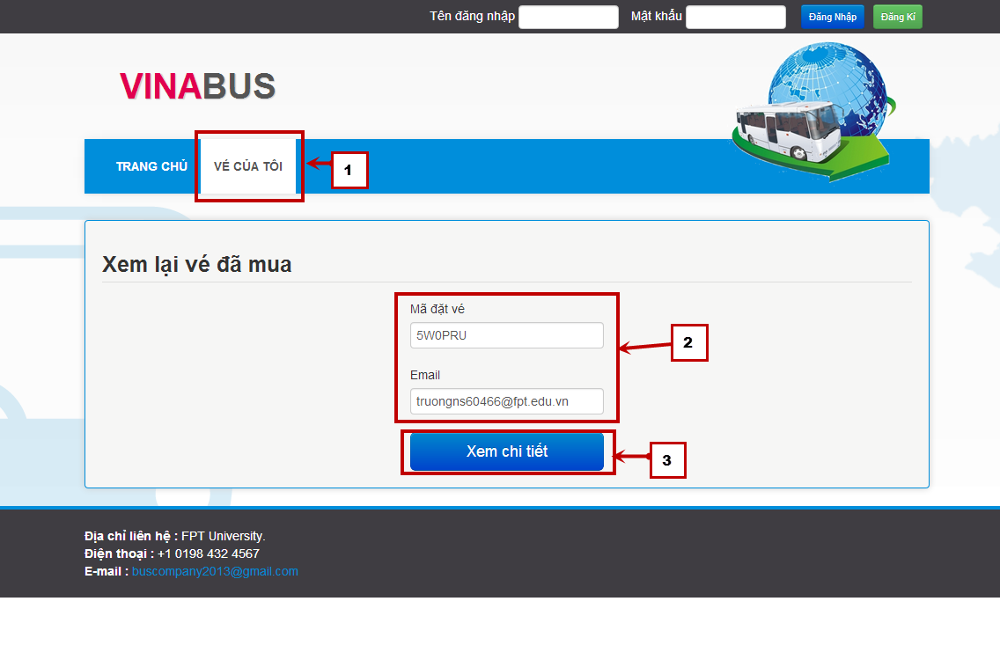 Tên đăng nhập Mật khẩu Đăng Nhập Đăng Kí
VINABUS
TRANG CHỦ VÉ CỦA TÔI
1
Xem lại vé đã mua
Mã đặt vé
5W0PRU
2
Email
truongns60466@fpt.edu.vn
Xem chi tiết
3
Địa chỉ liên hệ : FPT University.
Điện thoại : +1 0198 432 4567
E-mail : buscompany2013@gmail.com